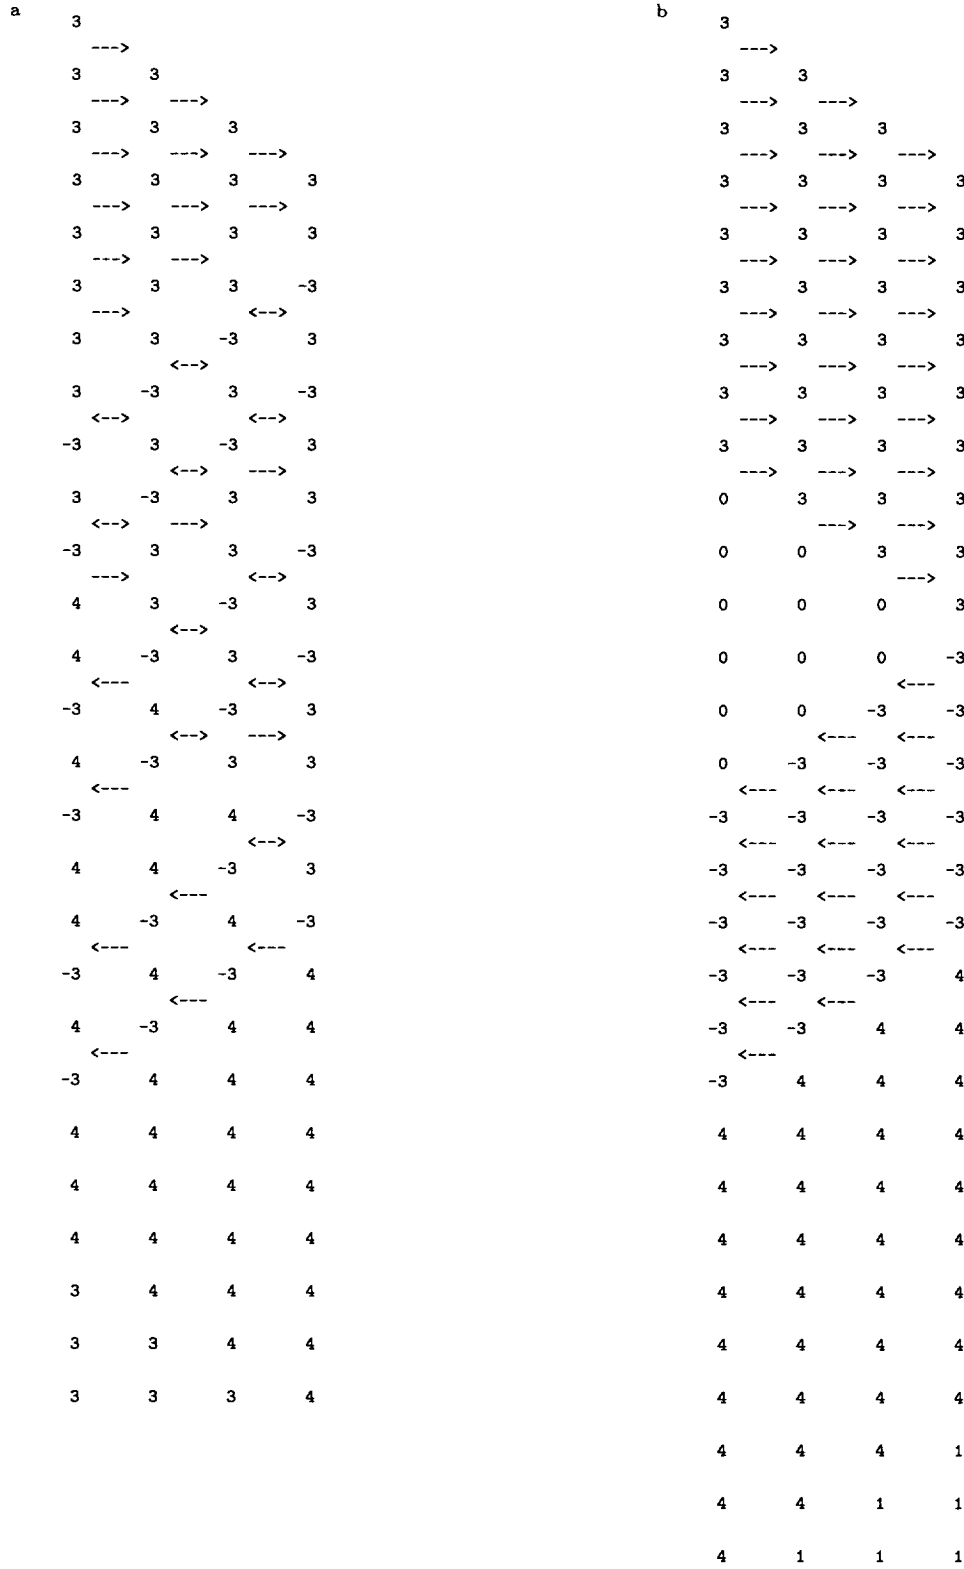 a b
3 3
---> --->
3 3 3 3
---> ---> ---> --->
3 3 3 3 3 3
---> ---> ---> ---> ---> --->
3 3 3 3 3 3 3 3
---> ---> ---> ---> ---> --->
3 3 3 3 3 3 3 3
---> ---> ---> ---> --->
3 3 3 -3 3 3 3 3
---> <--> ---> ---> --->
3 3 -3 3 3 3 3 3
<--> ---> ---> --->
3 -3 3 -3 3 3 3 3
<--> <--> ---> ---> --->
-3 3 -3 3 3 3 3 3
<--> ---> ---> ---> --->
3 -3 3 3 0 3 3 3
<--> ---> ---> --->
-3 3 3 -3 0 0 3 3
---> <--> --->
4 3 -3 3 0 0 0 3
<-->
4 -3 3 -3 0 0 0 -3
<--- <--> <---
-3 4 -3 3 0 0 -3 -3
<--> ---> <--- <---
4 -3 3 3 0 -3 -3 -3
<--- <--- <--- <---
-3 4 4 -3 -3 -3 -3 -3
<--> <--- <--- <---
4 4 -3 3 -3 -3 -3 -3
<--- <--- <--- <---
4 -3 4 -3 -3 -3 -3 -3
<--- <--- <--- <--- <---
-3 4 -3 4 -3 -3 -3 4
<--- <--- <---
4 -3 4 4 -3 -3 4 4
<--- <---
-3 4 4 4 -3 4 4 4
4 4 4 4 4 4 4 4
4 4 4 4 4 4 4 4
4 4 4 4 4 4 4 4
3 4 4 4 4 4 4 4
3 3 4 4 4 4 4 4
3 3 3 4 4 4 4 4
4 4 4 1
4 4 1 1
4 1 1 1